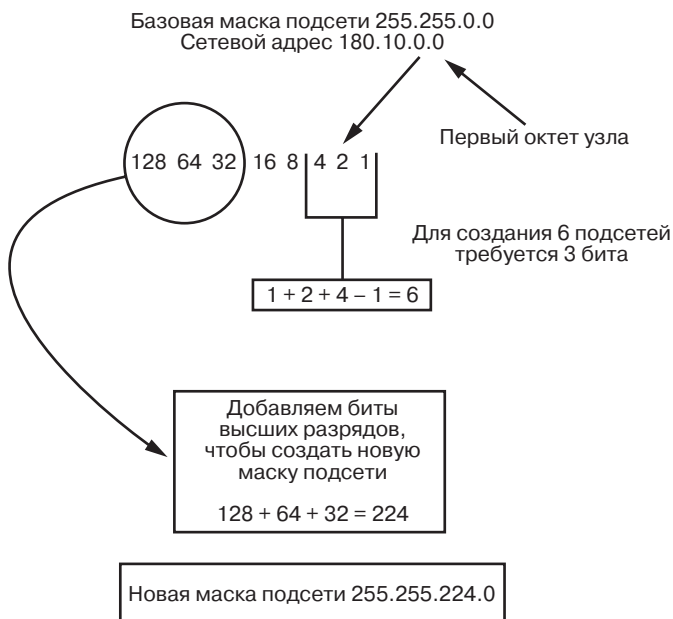 Базовая маска подсети 255.255.0.0
Сетевой адрес 180.10.0.0
Первый октет узла
128 64 32 16 8 4 2 1
Для создания 6 подсетей
требуется 3 бита
1 + 2 + 4 – 1 = 6
Добавляем биты
высших разрядов,
чтобы создать новую
маску подсети
128 + 64 + 32 = 224
Новая маска подсети 255.255.224.0